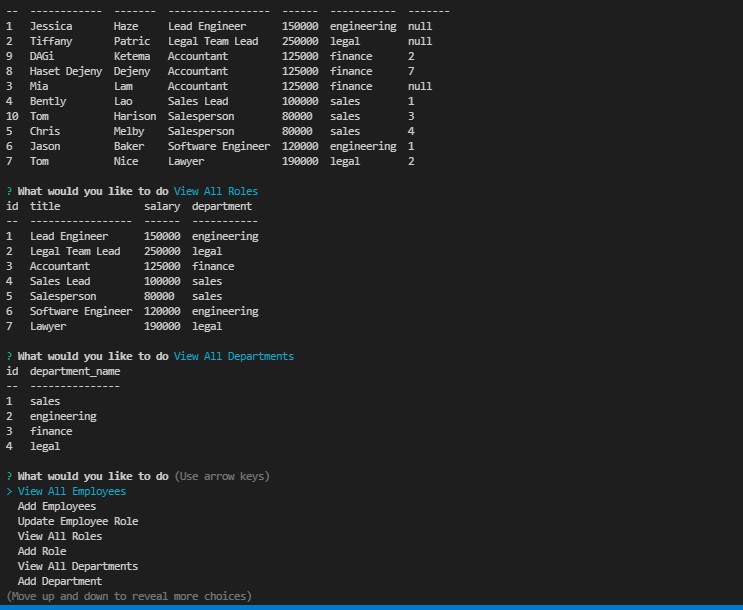 --  ------------  -------  -----------------  ------  -----------  -------
1   Jessica       Haze     Lead Engineer      150000  engineering  null
2   Tiffany       Patric   Legal Team Lead    250000  legal        null
9   DAGi          Ketema   Accountant         125000  finance      2
8   Haset Dejeny  Dejeny   Accountant         125000  finance      7
3   Mia           Lam      Accountant         125000  finance      null
4   Bently        Lao      Sales Lead         100000  sales        1
10  Tom           Harison  Salesperson        80000   sales        3
5   Chris         Melby    Salesperson        80000   sales        4
6   Jason         Baker    Software Engineer  120000  engineering  1
7   Tom           Nice     Lawyer             190000  legal        2
? What would you like to do View All Roles
id  title              salary  department
--  -----------------  ------  -----------
1   Lead Engineer      150000  engineering
2   Legal Team Lead    250000  legal
3   Accountant         125000  finance
4   Sales Lead         100000  sales
5   Salesperson        80000   sales
6   Software Engineer  120000  engineering
7   Lawyer             190000  legal
? What would you like to do View All Departments
id  department_name
--  ---------------
1   sales
2   engineering
3   finance
4   legal
? What would you like to do (Use arrow keys)
> View All Employees
  Add Employees
  Update Employee Role
  View All Roles
  Add Role
  View All Departments
  Add Department
(Move up and down to reveal more choices)